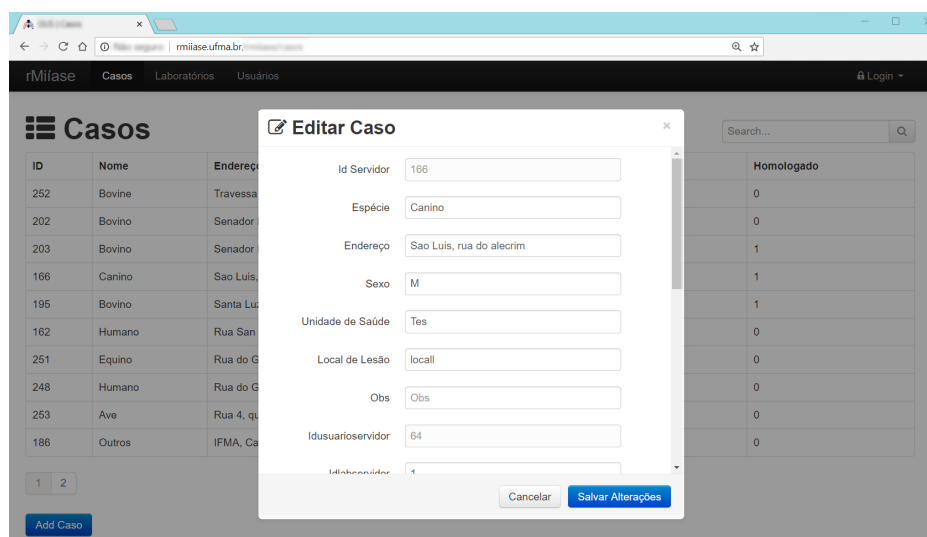 rmiiase.ufma.br/
rMiíase Casos Laboratórios Usuários Login
Casos
Search...
ID Nome Endereço Homologado
252 Bovine Travessa 0
202 Bovino Senador 0
203 Bovino Senador 1
166 Canino Sao Luis, 1
195 Bovino Santa Luz 1
162 Humano Rua San 0
251 Equino Rua do G 0
248 Humano Rua do G 0
253 Ave Rua 4, qu 0
186 Outros IFMA, Ca 0
1 2
Add Caso
Editar Caso ×
Id Servidor 166
Espécie Canino
Endereço Sao Luis, rua do alecrim
Sexo M
Unidade de Saúde Tes
Local de Lesão locall
Obs Obs
Idusuarioservidor 64
Idlabservidor 1
Cancelar Salvar Alterações